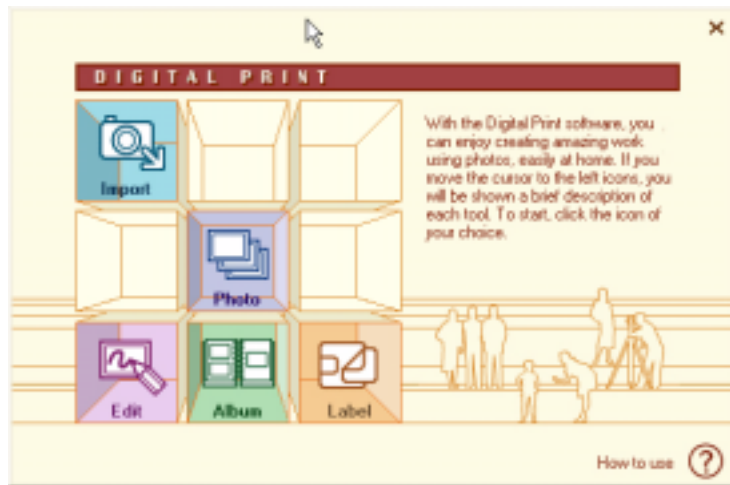 DIGITAL PRINT
Import
With the Digital Print software, you
can enjoy creating amazing work
using photos, easily at home. If you
move the cursor to the left icons, you
will be shown a brief description of
each tool. To start, click the icon of
your choice.
Photo
Edit
Album
Label
How to use
?